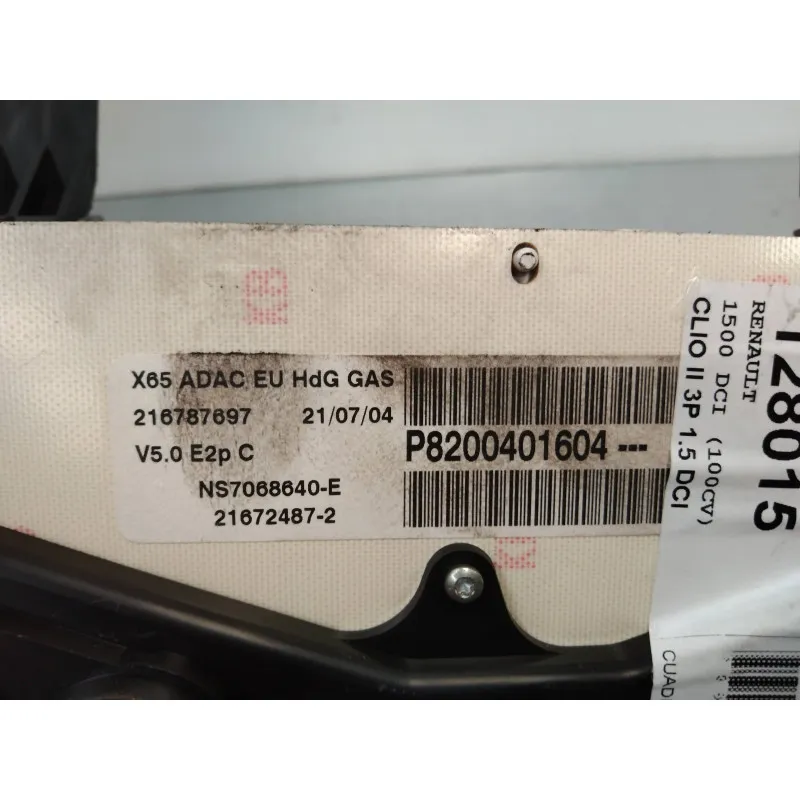 X65 ADAC EU HdG GAS
216787697 21/07/04
V5.0 E2p C
NS7068640-E
21672487-2
P8200401604 ---
128015
RENAULT
1500 DCI (100CV)
CLIO II 3P 1.5 DCI